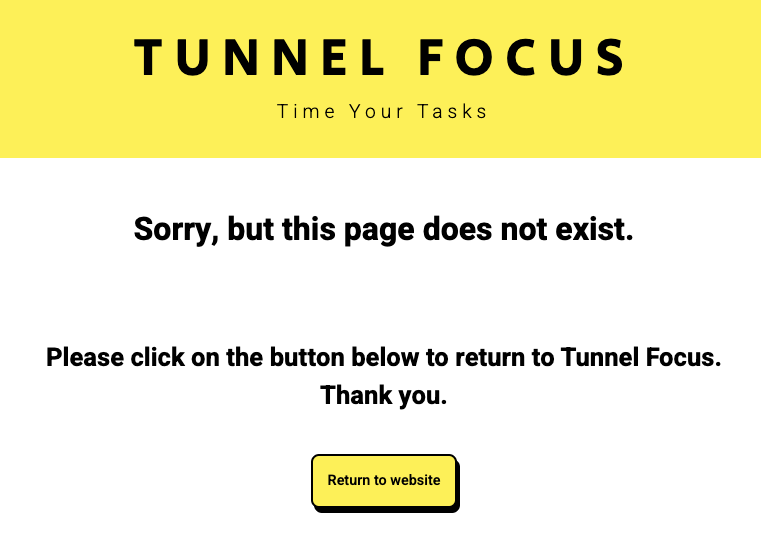 TUNNEL FOCUS
Time Your Tasks
Sorry, but this page does not exist.
Please click on the button below to return to Tunnel Focus.
Thank you.
Return to website